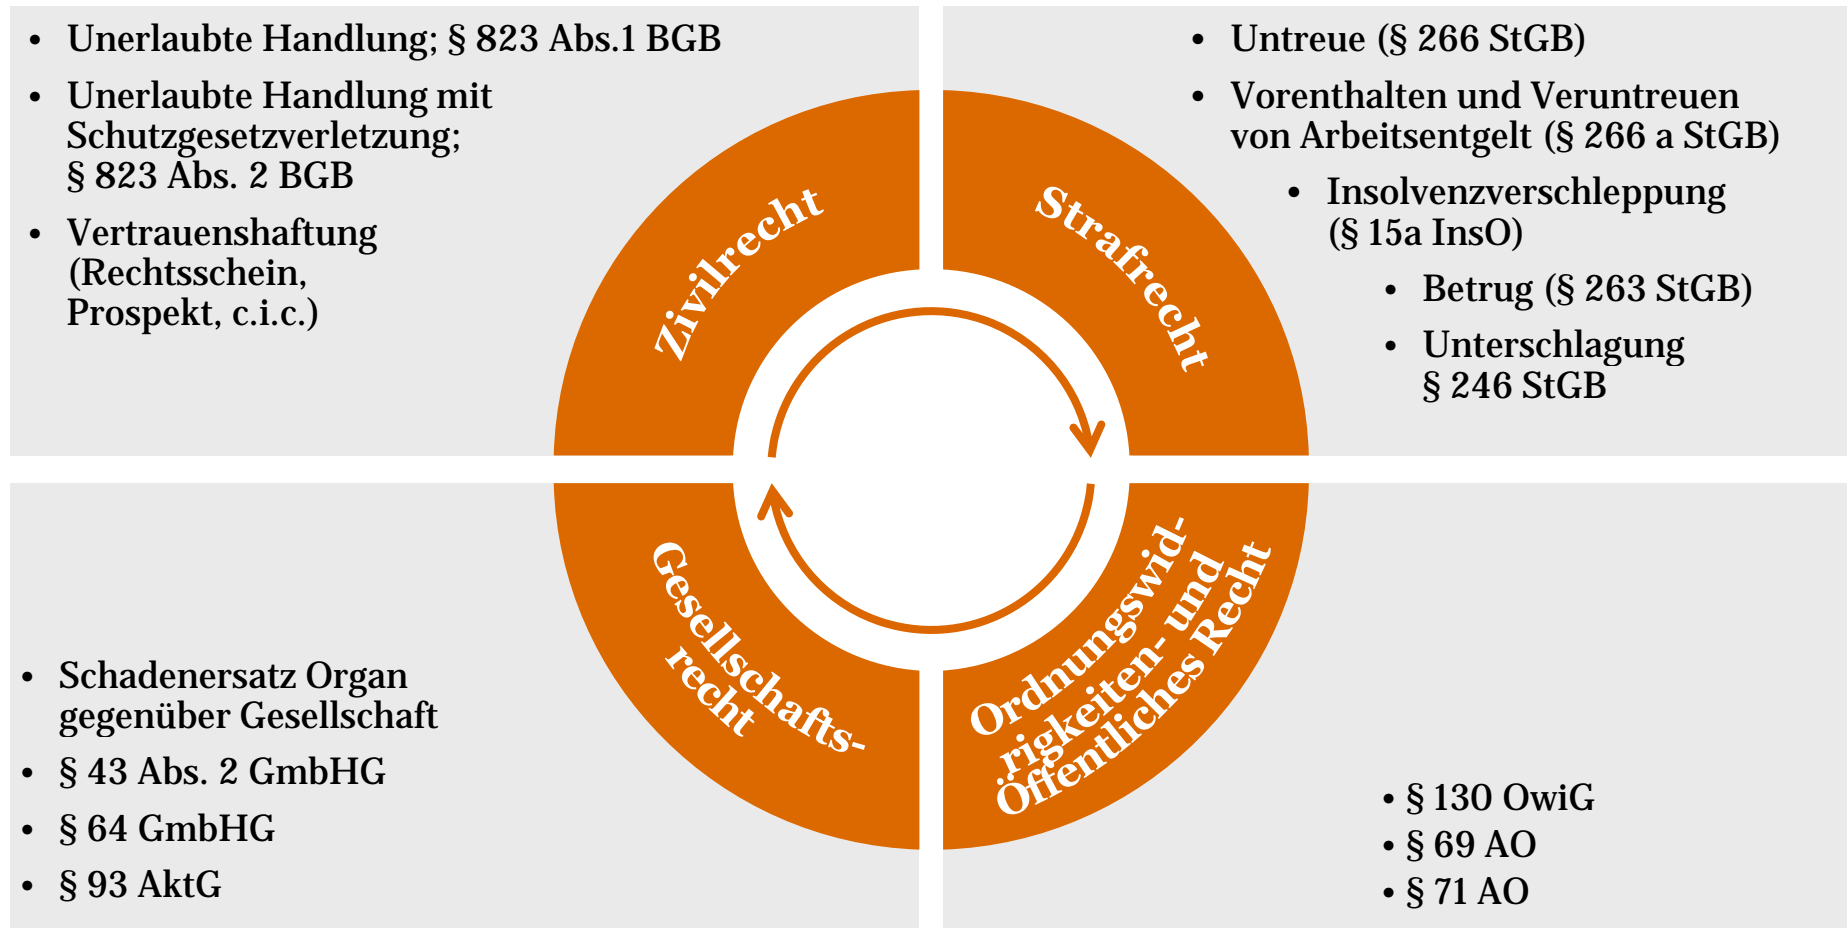 • Unerlaubte Handlung; § 823 Abs.1 BGB
• Unerlaubte Handlung mit
Schutzgesetzverletzung;
§ 823 Abs. 2 BGB
• Vertrauenshaftung
(Rechtsschein,
Prospekt, c.i.c.)
Zivilrecht
• Untreue (§ 266 StGB)
• Vorenthalten und Veruntreuen
von Arbeitsentgelt (§ 266 a StGB)
• Insolvenzverschleppung
(§ 15a InsO)
• Betrug (§ 263 StGB)
• Unterschlagung
§ 246 StGB
Strafrecht
Gesellschafts-
recht
• Schadenersatz Organ
gegenüber Gesellschaft
• § 43 Abs. 2 GmbHG
• § 64 GmbHG
• § 93 AktG
Ordnungswid-
rigkeiten- und
Öffentliches Recht
• § 130 OwiG
• § 69 AO
• § 71 AO